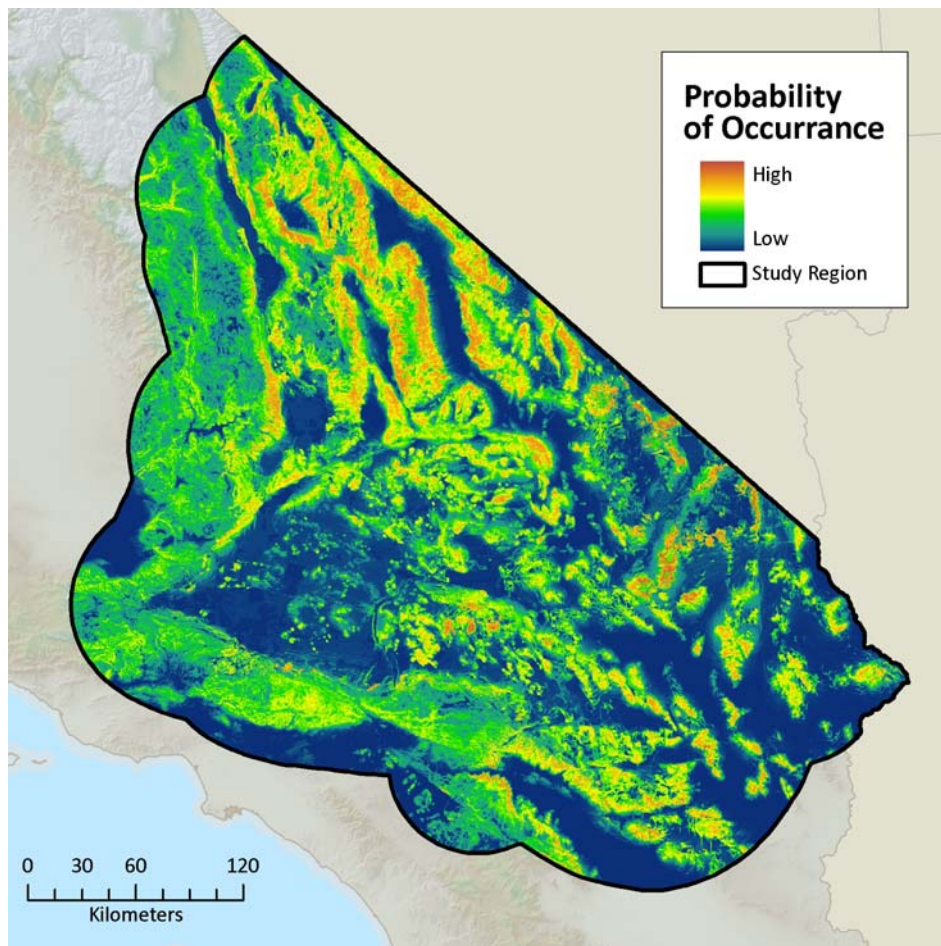 Probability
of Occurrance
High
Low
Study Region
0 30 60 120
Kilometers